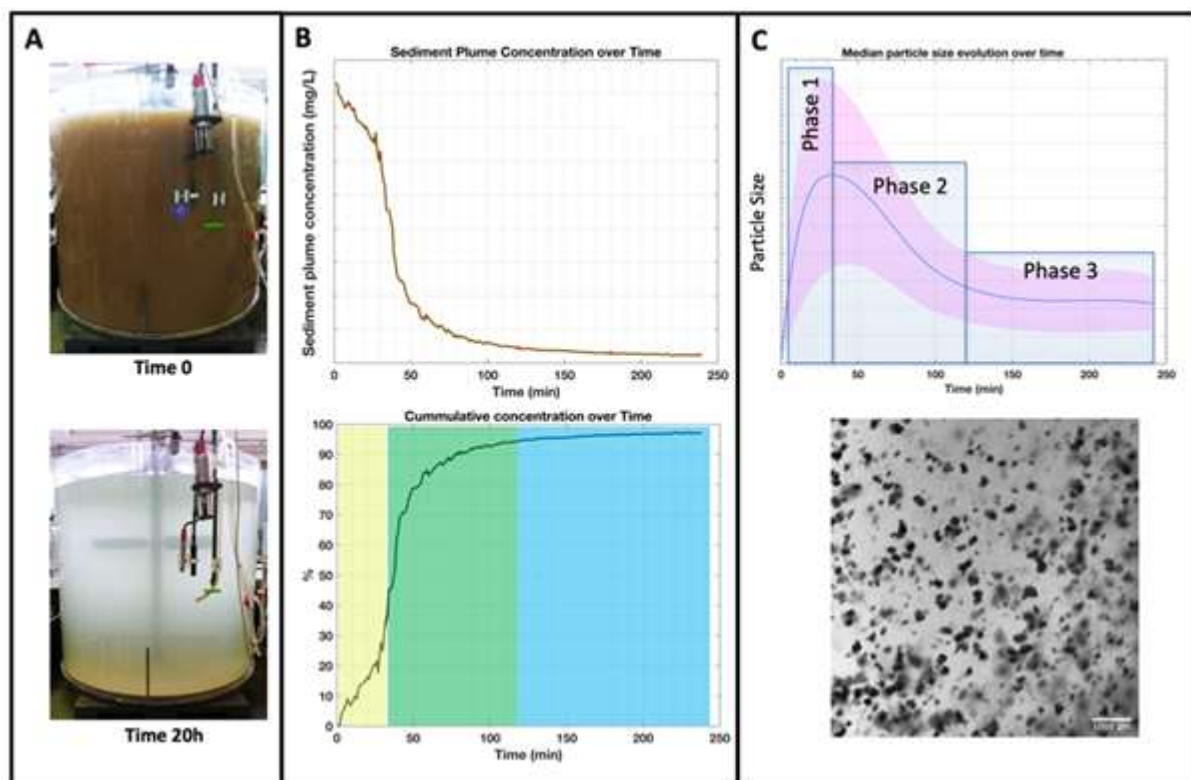 A
Time 0
Time 20h
B
Sediment Plume Concentration over Time
Sediment plume concentration (mg/L)
0
50
100
150
200
250
Time (min)
Cummulative concentration over Time
100
90
80
70
60
50
40
30
20
10
0
%
0
50
100
150
200
250
Time (min)
C
Median particle size evolution over time
Particle Size
Phase 1
Phase 2
Phase 3
0
50
100
150
200
250
Time (min)